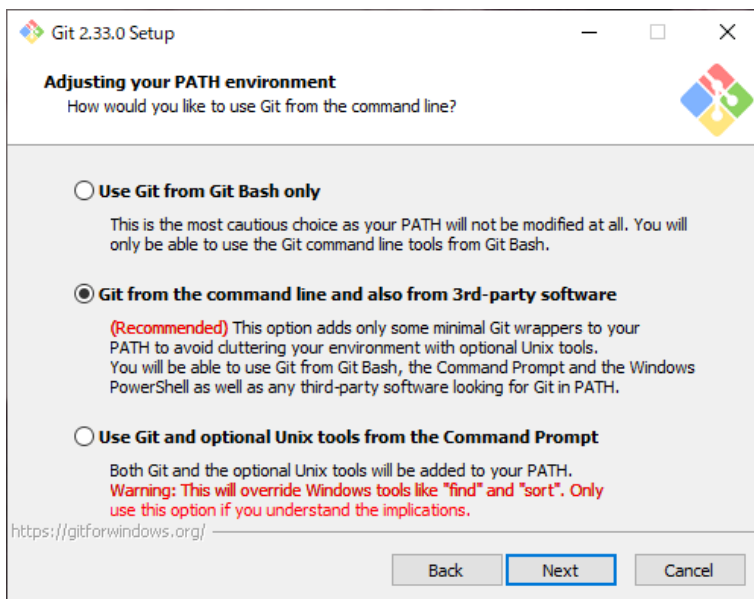 Git 2.33.0 Setup
Adjusting your PATH environment
How would you like to use Git from the command line?
Use Git from Git Bash only
This is the most cautious choice as your PATH will not be modified at all. You will
only be able to use the Git command line tools from Git Bash.
Git from the command line and also from 3rd-party software
(Recommended) This option adds only some minimal Git wrappers to your
PATH to avoid cluttering your environment with optional Unix tools.
You will be able to use Git from Git Bash, the Command Prompt and the Windows
PowerShell as well as any third-party software looking for Git in PATH.
Use Git and optional Unix tools from the Command Prompt
Both Git and the optional Unix tools will be added to your PATH.
Warning: This will override Windows tools like "find" and "sort". Only
use this option if you understand the implications.
https://gitforwindows.org/
Back
Next
Cancel